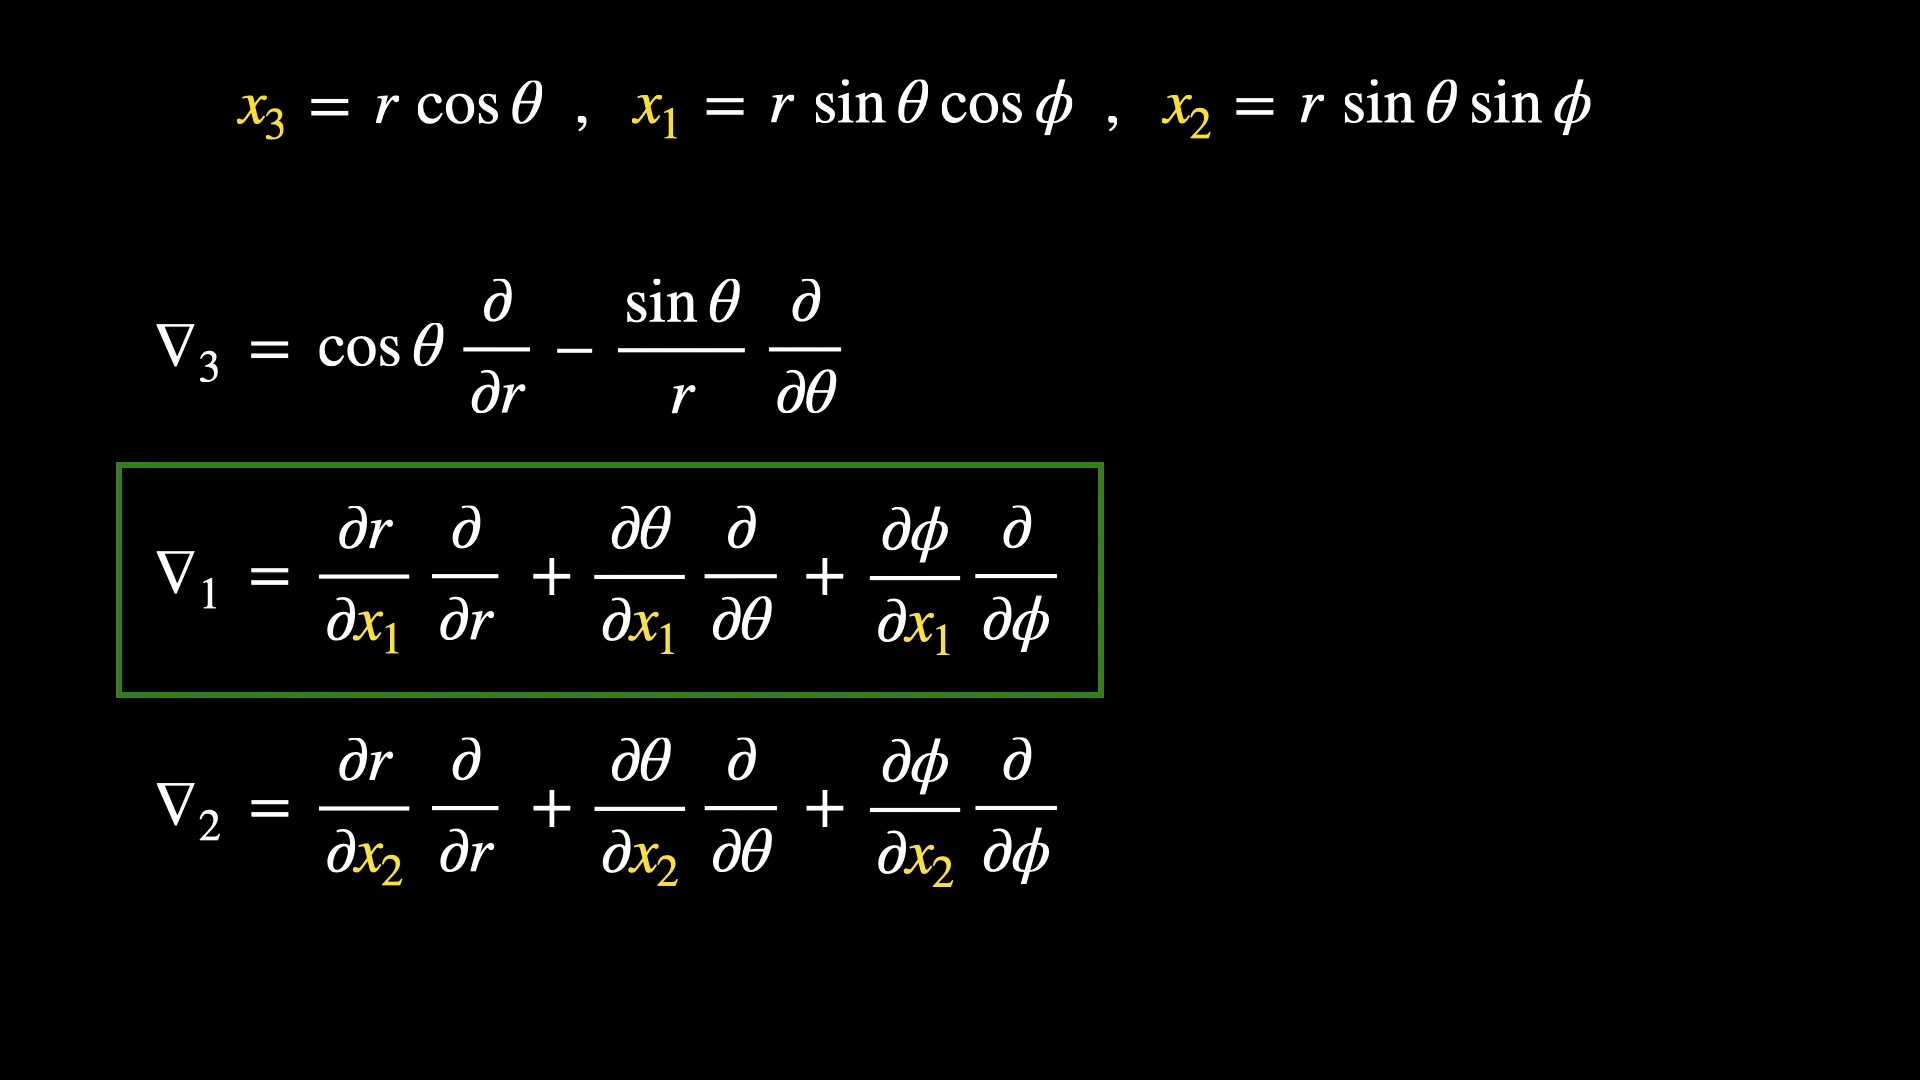 x₃ = r cos θ , x₁ = r sin θ cos ϕ , x₂ = r sin θ sin ϕ
∇₃ = cos θ ∂/∂r − sin θ/r ∂/∂θ
∇₁ = ∂r/∂x₁ ∂/∂r + ∂θ/∂x₁ ∂/∂θ + ∂ϕ/∂x₁ ∂/∂ϕ
∇₂ = ∂r/∂x₂ ∂/∂r + ∂θ/∂x₂ ∂/∂θ + ∂ϕ/∂x₂ ∂/∂ϕ